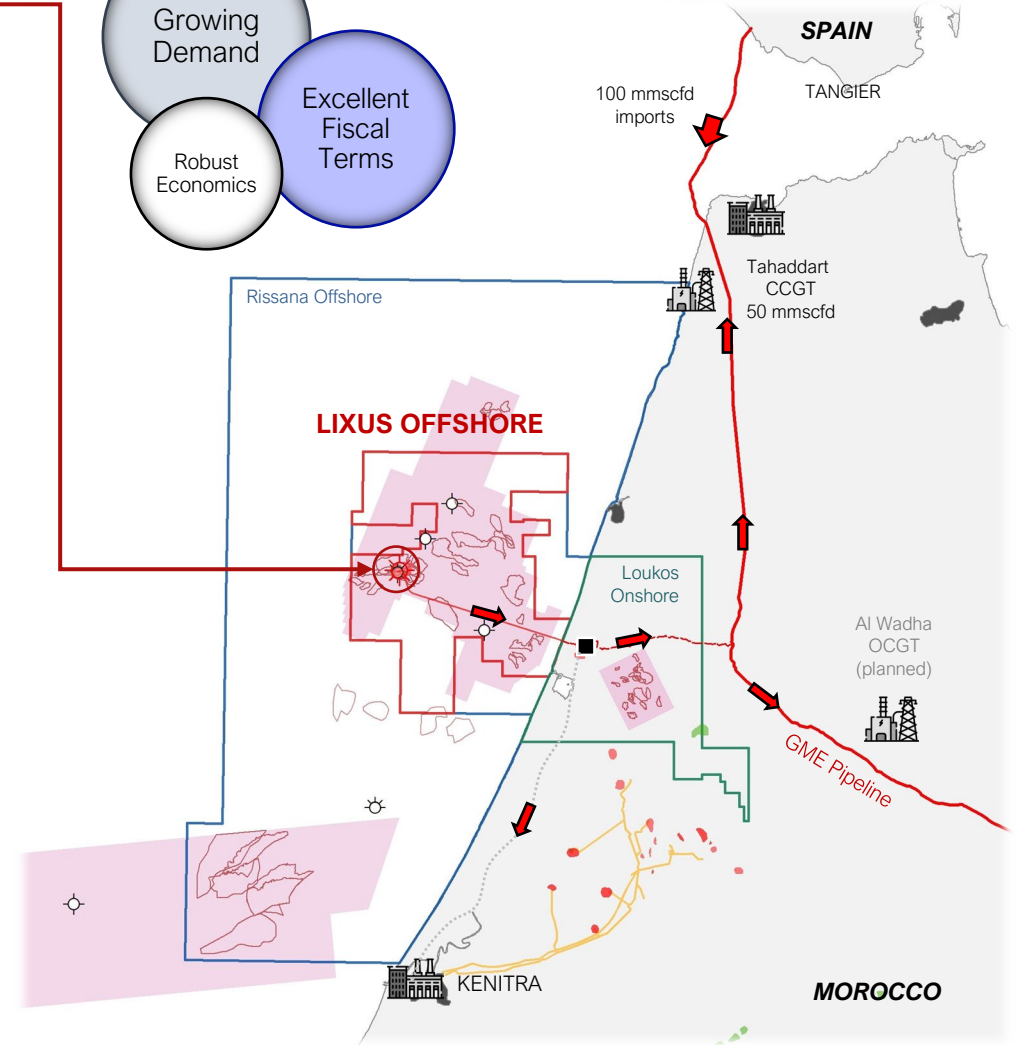 Growing
Demand
Excellent
Fiscal
Terms
Robust
Economics
SPAIN
TANGIER
100 mmscfd
imports
Tahaddart
CCGT
50 mmscfd
Rissana Offshore
LIXUS OFFSHORE
Loukos
Onshore
Al Wadha
OCGT
(planned)
GME Pipeline
KENITRA
MOROCCO